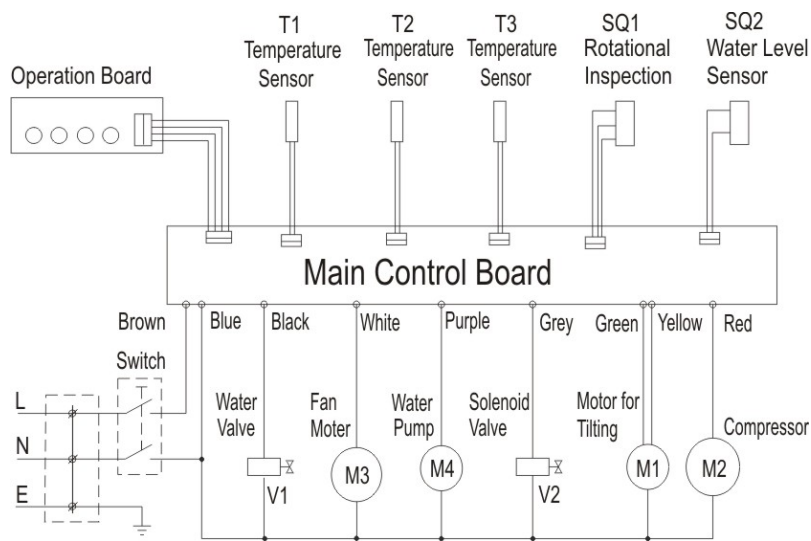 T1
Temperature
Sensor
T2
Temperature
Sensor
T3
Temperature
Sensor
SQ1
Rotational
Inspection
SQ2
Water Level
Sensor
Operation Board
Main Control Board
Brown
Blue
Black
White
Purple
Grey
Green
Yellow
Red
Switch
L
N
E
Water
Valve
V1
Fan
Moter
M3
Water
Pump
M4
Solenoid
Valve
V2
Motor for
Tilting
M1
Compressor
M2